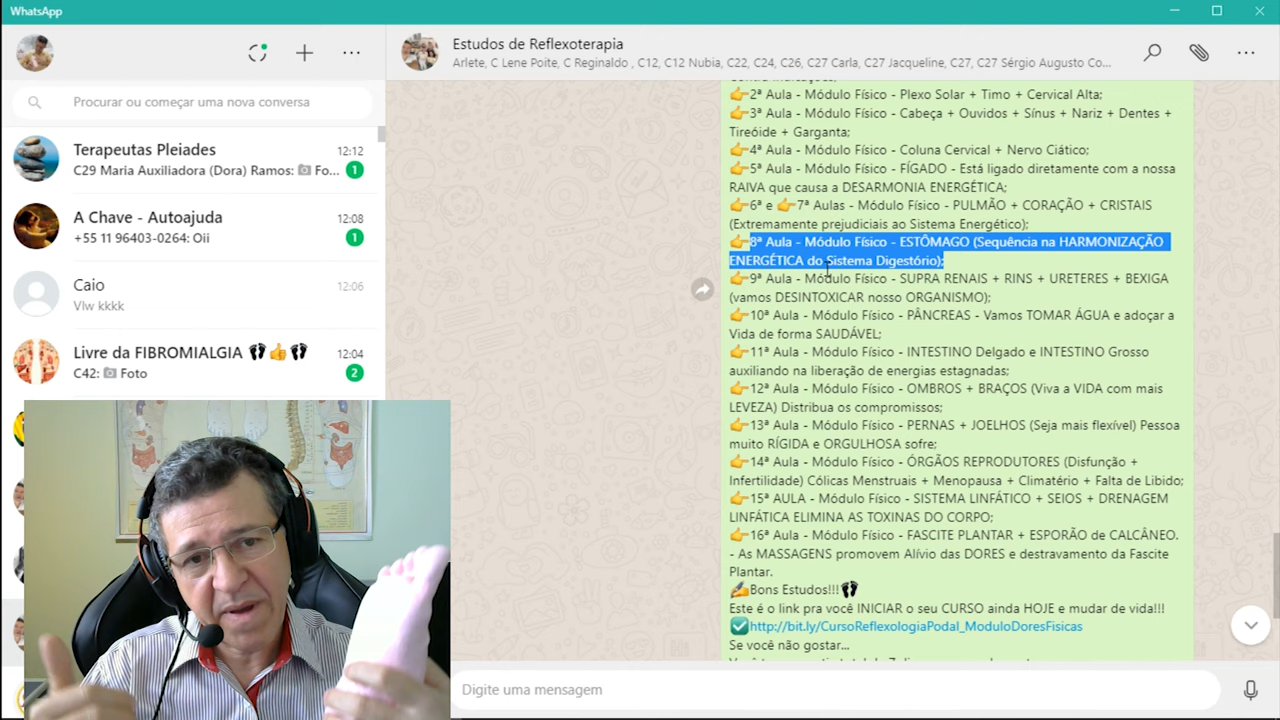 WhatsApp
Procurar ou começar uma nova conversa
Terapeutas Pleiades
12:12
C29 Maria Auxiliadora (Dora) Ramos: 📷 Fo...
1
A Chave - Autoajuda
12:08
+55 11 96403-0264: Oii
1
Caio
12:06
Vlw kkkk
Livre da FIBROMIALGIA 👣👍👣
12:04
C42: 📷 Foto
2
Estudos de Reflexoterapia
Arlete, C Lene Poite, C Reginaldo , C12, C12 Nubia, C22, C24, C26, C27 Carla, C27 Jacqueline, C27, C27 Sérgio Augusto Co...
👉2ª Aula - Módulo Físico - Plexo Solar + Timo + Cervical Alta;
👉3ª Aula - Módulo Físico - Cabeça + Ouvidos + Sínus + Nariz + Dentes +
Tireóide + Garganta;
👉4ª Aula - Módulo Físico - Coluna Cervical + Nervo Ciático;
👉5ª Aula - Módulo Físico - FÍGADO - Está ligado diretamente com a nossa
RAIVA que causa a DESARMONIA ENERGÉTICA;
👉6ª e 👉7ª Aulas - Módulo Físico - PULMÃO + CORAÇÃO + CRISTAIS
(Extremamente prejudiciais ao Sistema Energético);
👉8ª Aula - Módulo Físico - ESTÔMAGO (Sequência na HARMONIZAÇÃO
ENERGÉTICA do Sistema Digestório);
👉9ª Aula - Módulo Físico - SUPRA RENAIS + RINS + URETERES + BEXIGA
(vamos DESINTOXICAR nosso ORGANISMO);
👉10ª Aula - Módulo Físico - PÂNCREAS - Vamos TOMAR ÁGUA e adoçar a
Vida de forma SAUDÁVEL;
👉11ª Aula - Módulo Físico - INTESTINO Delgado e INTESTINO Grosso
auxiliando na liberação de energias estagnadas;
👉12ª Aula - Módulo Físico - OMBROS + BRAÇOS (Viva a VIDA com mais
LEVEZA) Distribua os compromissos;
👉13ª Aula - Módulo Físico - PERNAS + JOELHOS (Seja mais flexível) Pessoa
muito RÍGIDA e ORGULHOSA sofre;
👉14ª Aula - Módulo Físico - ÓRGÃOS REPRODUTORES (Disfunção +
Infertilidade) Cólicas Menstruais + Menopausa + Climatério + Falta de Libido;
👉15ª AULA - Módulo Físico - SISTEMA LINFÁTICO + SEIOS + DRENAGEM
LINFÁTICA ELIMINA AS TOXINAS DO CORPO;
👉16ª Aula - Módulo Físico - FASCITE PLANTAR + ESPORÃO de CALCÂNEO.
- As MASSAGENS promovem Alívio das DORES e destravamento da Fascite
Plantar.
✍Bons Estudos!!!👣
Este é o link pra você INICIAR o seu CURSO ainda HOJE e mudar de vida!!!
✅http://bit.ly/CursoReflexologiaPodal_ModuloDoresFisicas
Se você não gostar...
Digite uma mensagem